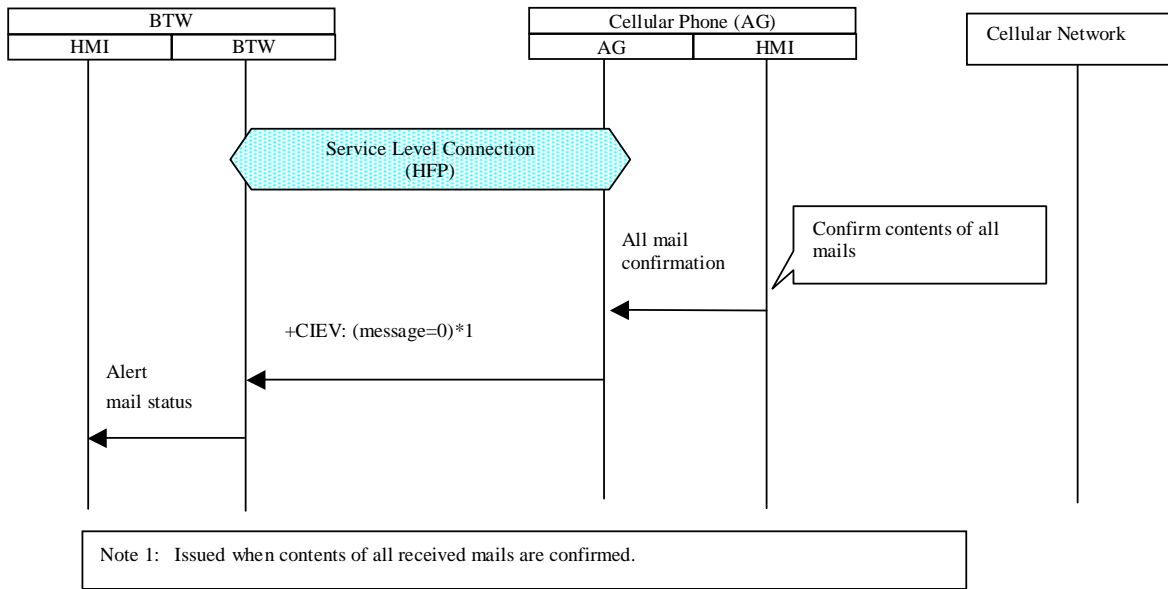 BTW
HMI
BTW
Cellular Phone (AG)
AG
HMI
Cellular Network
Service Level Connection
(HFP)
Confirm contents of all
mails
All mail
confirmation
+CIEV: (message=0)*1
Alert
mail status
Note 1: Issued when contents of all received mails are confirmed.